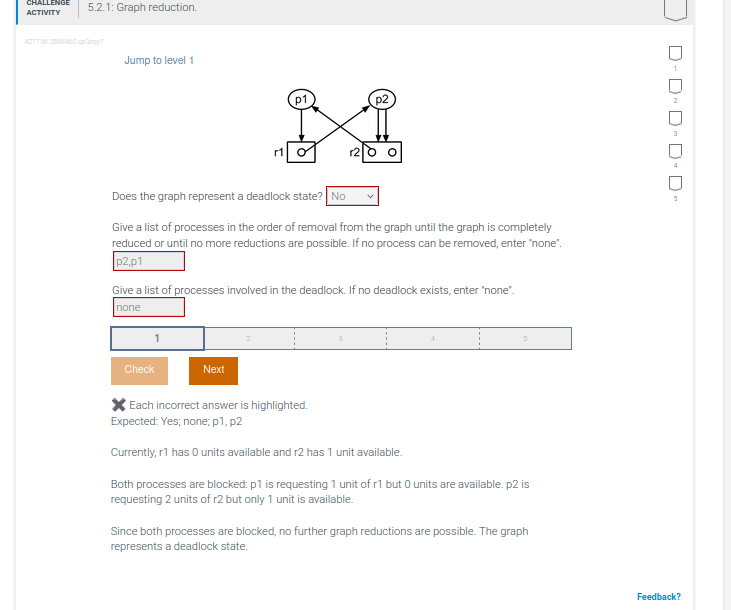 CHALLENGE
ACTIVITY
5.2.1: Graph reduction.
Jump to level 1
p1
p2
r1
r2
Does the graph represent a deadlock state? No
Give a list of processes in the order of removal from the graph until the graph is completely
reduced or until no more reductions are possible. If no process can be removed, enter "none".
p2,p1
Give a list of processes involved in the deadlock. If no deadlock exists, enter "none".
none
1 2 3 4 5
Check Next
Each incorrect answer is highlighted.
Expected: Yes; none; p1, p2
Currently, r1 has 0 units available and r2 has 1 unit available.
Both processes are blocked: p1 is requesting 1 unit of r1 but 0 units are available. p2 is
requesting 2 units of r2 but only 1 unit is available.
Since both processes are blocked, no further graph reductions are possible. The graph
represents a deadlock state.
1
2
3
4
5
Feedback?